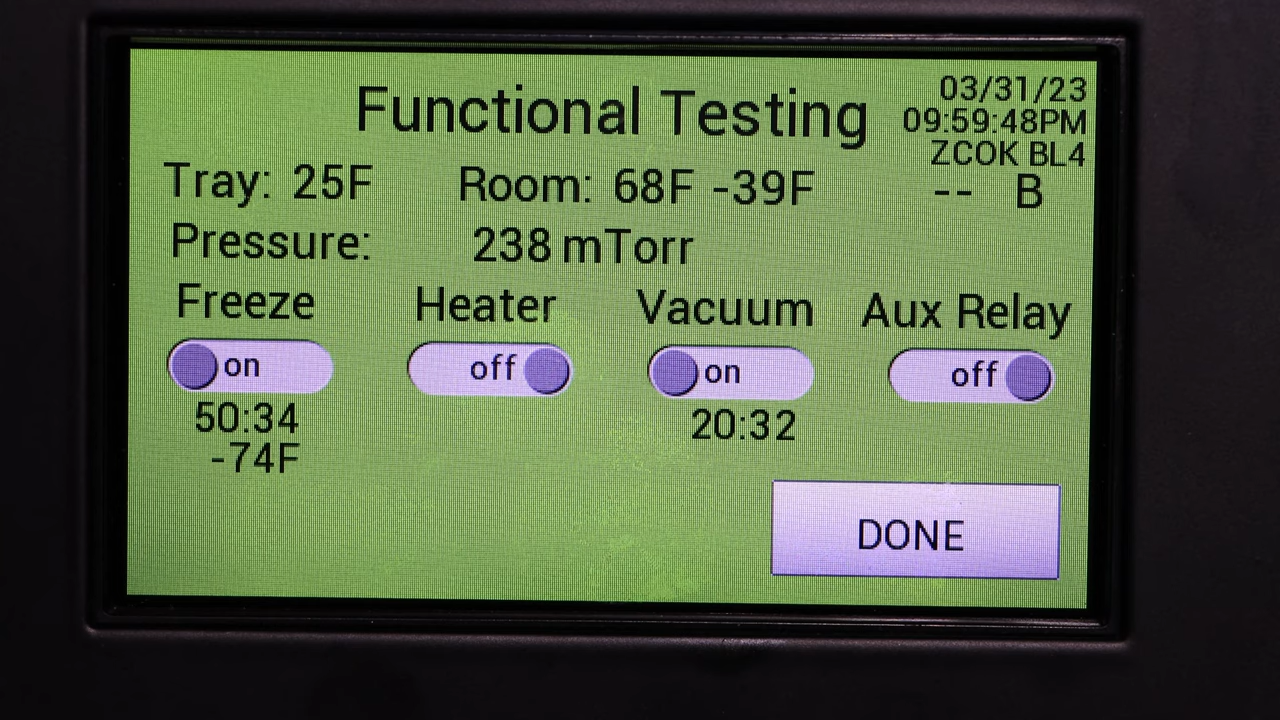 Functional Testing
03/31/23
09:59:48PM
ZCOK BL4
-- B
Tray: 25F Room: 68F -39F
Pressure: 238 mTorr
Freeze Heater Vacuum Aux Relay
on off on off
50:34 20:32
-74F
DONE